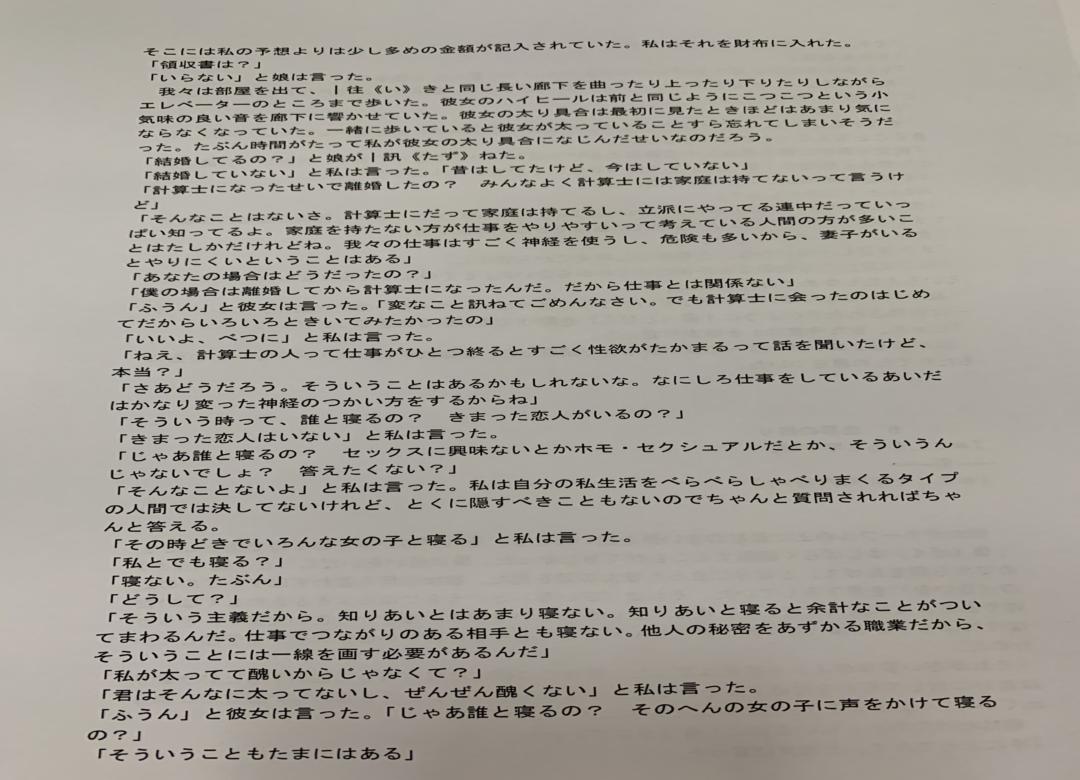 そこには私の予想よりは少し多めの金額が記入されていた。私はそれを財布に入れた。
「領収書は？」
「いらない」と娘は言った。
　我々は部屋を出て、｜往《い》きと同じ長い廊下を曲ったり上ったり下りたりしながら
エレベーターのところまで歩いた。彼女のハイヒールは前と同じようにこつこつという小
気味の良い音を廊下に響かせていた。彼女の太り具合は最初に見たときほどはあまり気に
ならなくなっていた。一緒に歩いていると彼女が太っていることすら忘れてしまいそうだ
った。たぶん時間がたって私が彼女の太り具合になじんだせいなのだろう。
「結婚してるの？」と娘が｜訊《たず》ねた。
「結婚していない」と私は言った。「昔はしてたけど、今はしていない」
「計算士になったせいで離婚したの？　みんなよく計算士には家庭は持てないって言うけ
ど」
「そんなことはないさ。計算士にだって家庭は持てるし、立派にやってる連中だっていっ
ぱい知ってるよ。家庭を持たない方が仕事をやりやすいって考えている人間の方が多いこ
とはたしかだけれどね。我々の仕事はすごく神経を使うし、危険も多いから、妻子がいる
とやりにくいということはある」
「あなたの場合はどうだったの？」
「僕の場合は離婚してから計算士になったんだ。だから仕事とは関係ない」
「ふうん」と彼女は言った。「変なこと訊ねてごめんなさい。でも計算士に会ったのはじめ
てだからいろいろときいてみたかったの」
「いいよ、べつに」と私は言った。
「ねえ、計算士の人って仕事がひとつ終るとすごく性欲がたかまるって話を聞いたけど、
本当？」
「さあどうだろう。そういうことはあるかもしれないな。なにしろ仕事をしているあいだ
はかなり変った神経のつかい方をするからね」
「そういう時って、誰と寝るの？　きまった恋人がいるの？」
「きまった恋人はいない」と私は言った。
「じゃあ誰と寝るの？　セックスに興味ないとかホモ・セクシュアルだとか、そういうん
じゃないでしょ？　答えたくない？」
「そんなことないよ」と私は言った。私は自分の私生活をべらべらしゃべりまくるタイプ
の人間では決してないけれど、とくに隠すべきこともないのでちゃんと質問されればちゃ
んと答える。
「その時どきでいろんな女の子と寝る」と私は言った。
「私とでも寝る？」
「寝ない。たぶん」
「どうして？」
「そういう主義だから。知りあいとはあまり寝ない。知りあいと寝ると余計なことがつい
てまわるんだ。仕事でつながりのある相手とも寝ない。他人の秘密をあずかる職業だから、
そういうことには一線を画す必要があるんだ」
「私が太ってて醜いからじゃなくて？」
「君はそんなに太ってないし、ぜんぜん醜くない」と私は言った。
「ふうん」と彼女は言った。「じゃあ誰と寝るの？　そのへんの女の子に声をかけて寝る
の？」
「そういうこともたまにはある」